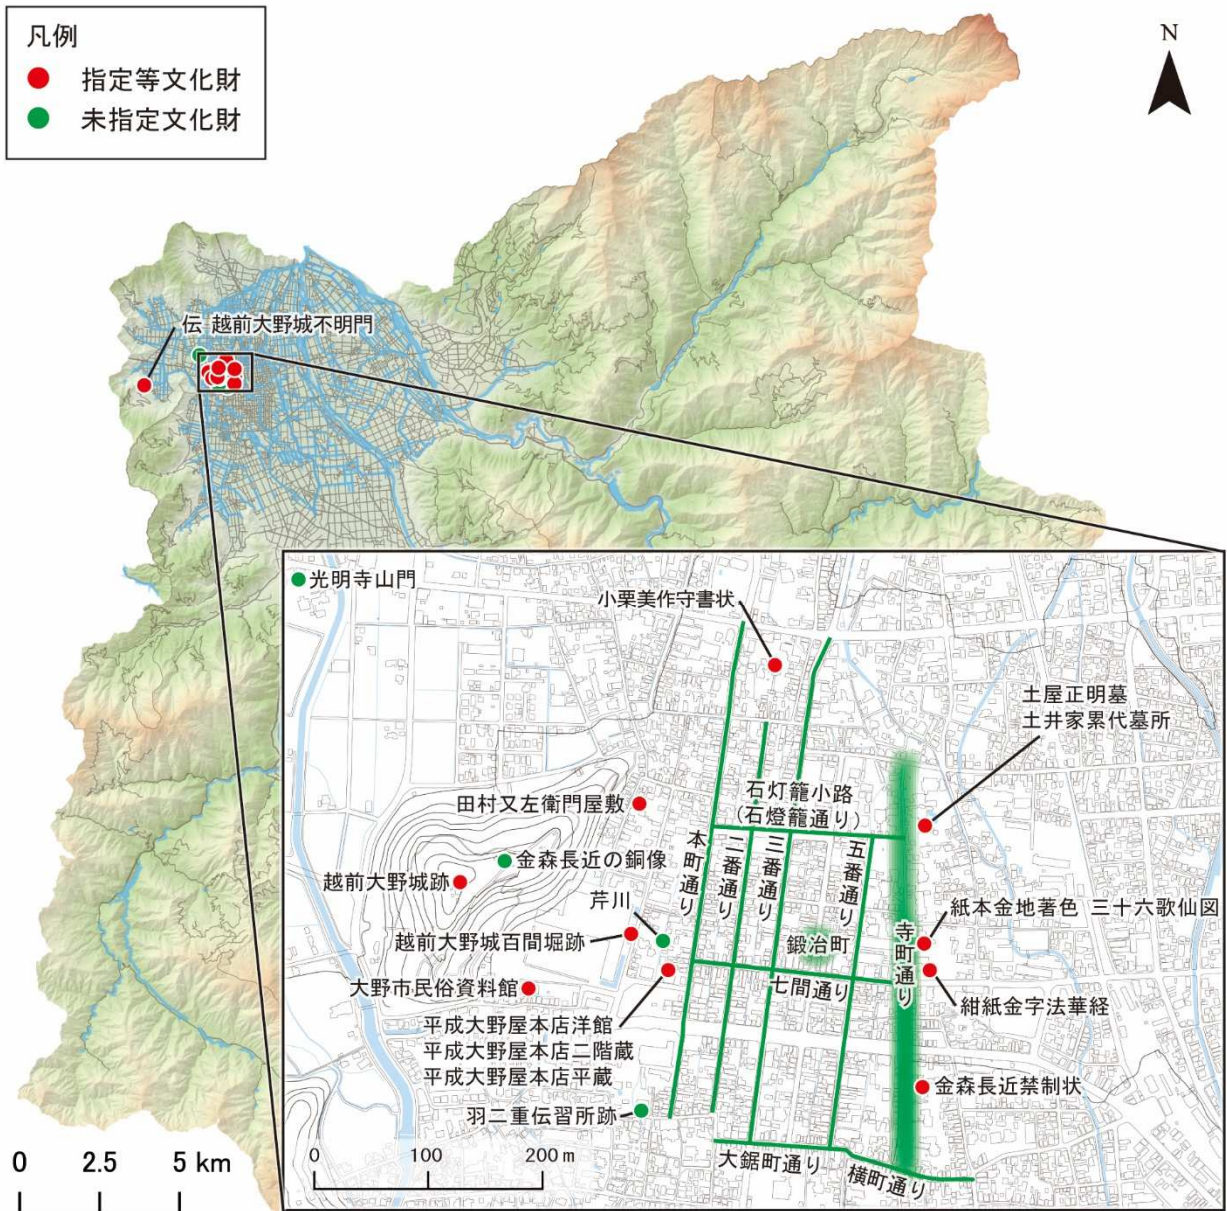 凡例
指定等文化財
未指定文化財
N
伝 越前大野城不明門
光明寺山門
小栗美作守書状
土屋正明墓
土井家累代墓所
田村又左衛門屋敷
石灯籠小路
(石燈籠通り)
本町通り
二番通り
三番通り
五番通り
金森長近の銅像
越前大野城跡
芹川
紙本金地著色 三十六歌仙図
越前大野城百間堀跡
鍛冶町
寺町通り
大野市民俗資料館
七間通り
紺紙金字法華経
平成大野屋本店洋館
平成大野屋本店二階蔵
平成大野屋本店平蔵
金森長近禁制状
羽二重伝習所跡
大鋸町通り
横町通り
0 100 200 m
0 2.5 5 km